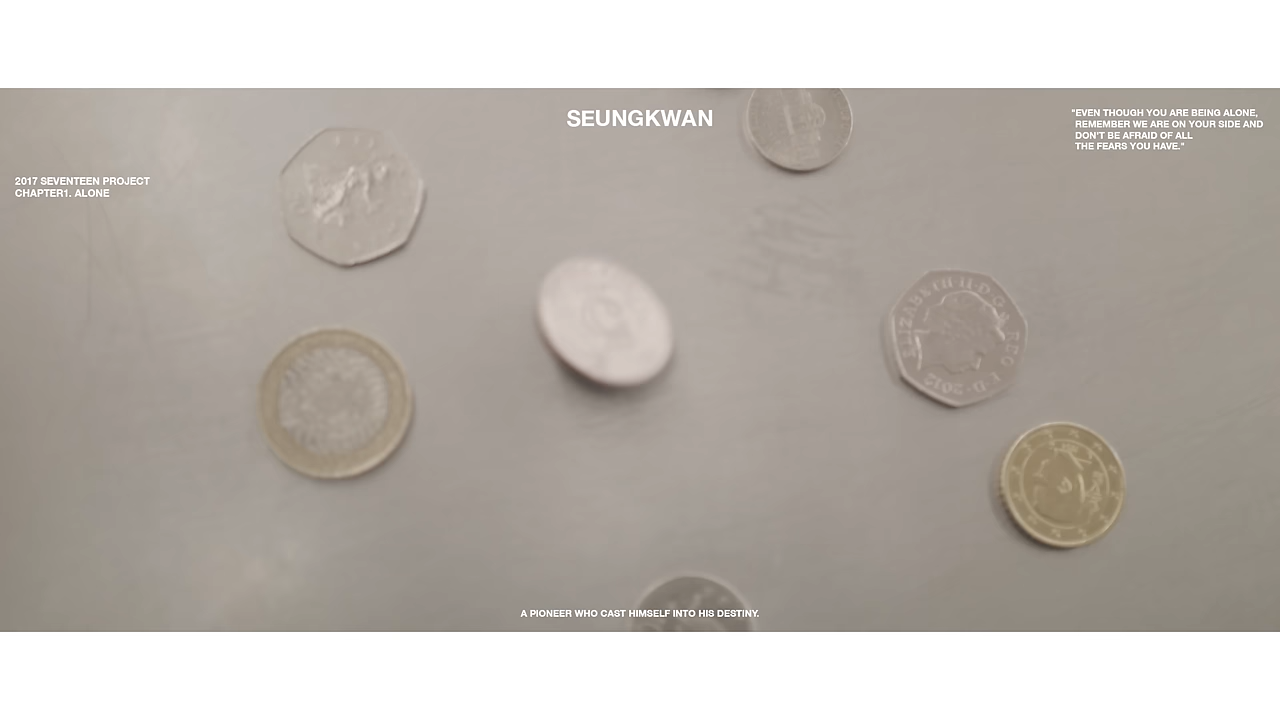 SEUNGKWAN
"EVEN THOUGH YOU ARE BEING ALONE,
REMEMBER WE ARE ON YOUR SIDE AND
DON'T BE AFRAID OF ALL
THE FEARS YOU HAVE."
2017 SEVENTEEN PROJECT
CHAPTER1. ALONE
ELIZABETH II·D·G REG F·D·2012
A PIONEER WHO CAST HIMSELF INTO HIS DESTINY.